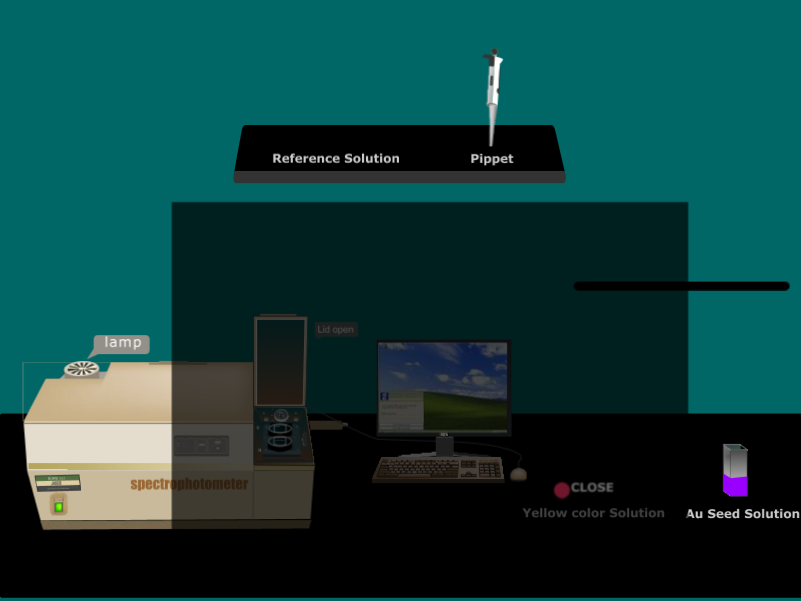 Reference Solution
Pippet
Lid open
lamp
spectrophotometer
CLOSE
Yellow color Solution
Au Seed Solution